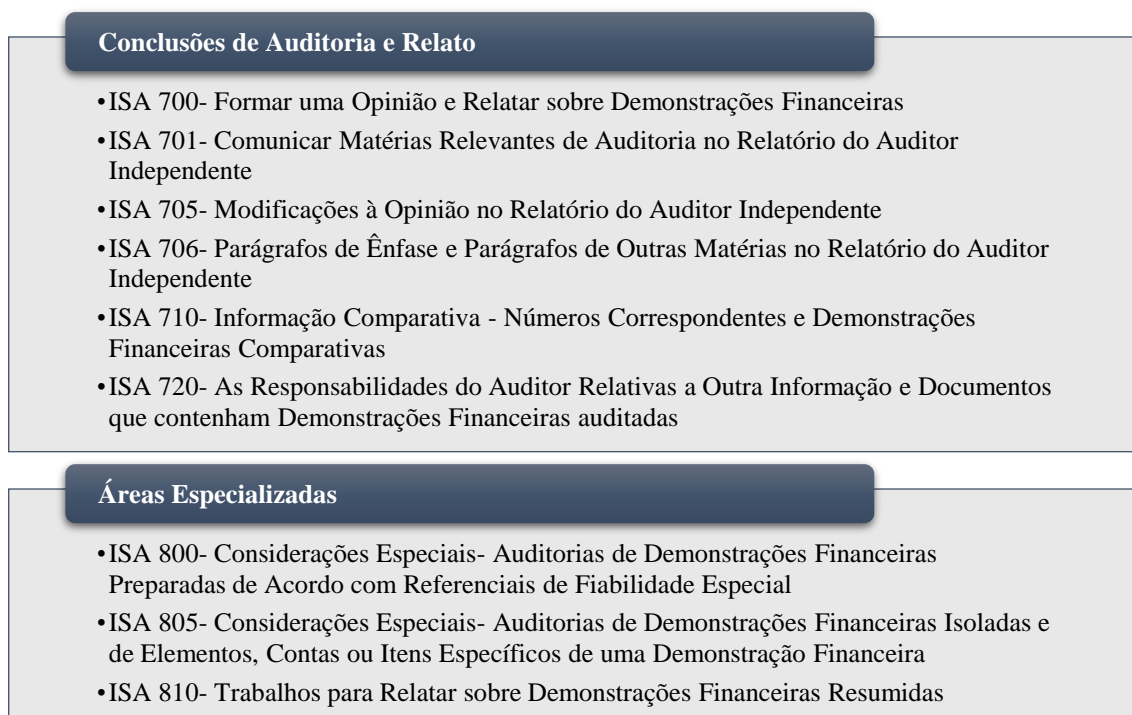 Conclusões de Auditoria e Relato
•ISA 700- Formar uma Opinião e Relatar sobre Demonstrações Financeiras
•ISA 701- Comunicar Matérias Relevantes de Auditoria no Relatório do Auditor
Independente
•ISA 705- Modificações à Opinião no Relatório do Auditor Independente
•ISA 706- Parágrafos de Ênfase e Parágrafos de Outras Matérias no Relatório do Auditor
Independente
•ISA 710- Informação Comparativa - Números Correspondentes e Demonstrações
Financeiras Comparativas
•ISA 720- As Responsabilidades do Auditor Relativas a Outra Informação e Documentos
que contenham Demonstrações Financeiras auditadas
Áreas Especializadas
•ISA 800- Considerações Especiais- Auditorias de Demonstrações Financeiras
Preparadas de Acordo com Referenciais de Fiabilidade Especial
•ISA 805- Considerações Especiais- Auditorias de Demonstrações Financeiras Isoladas e
de Elementos, Contas ou Itens Específicos de uma Demonstração Financeira
•ISA 810- Trabalhos para Relatar sobre Demonstrações Financeiras Resumidas